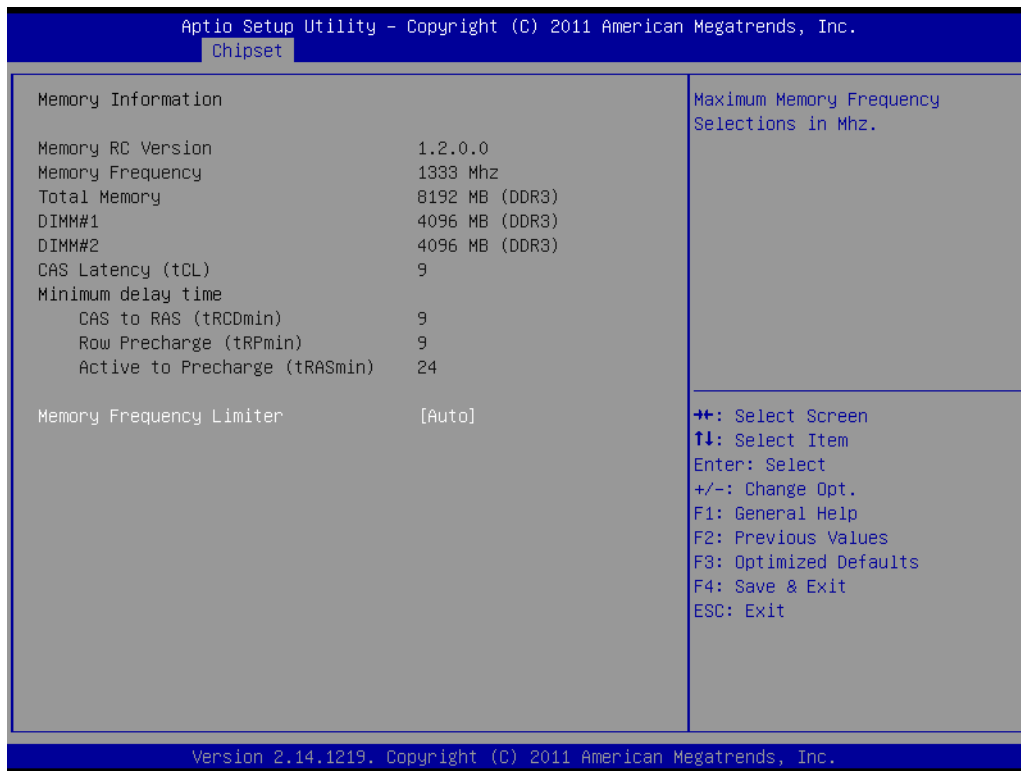 Aptio Setup Utility – Copyright (C) 2011 American Megatrends, Inc.
Chipset
Memory Information
Memory RC Version 1.2.0.0
Memory Frequency 1333 Mhz
Total Memory 8192 MB (DDR3)
DIMM#1 4096 MB (DDR3)
DIMM#2 4096 MB (DDR3)
CAS Latency (tCL) 9
Minimum delay time
CAS to RAS (tRCDmin) 9
Row Precharge (tRPmin) 9
Active to Precharge (tRASmin) 24
Memory Frequency Limiter [Auto]
Maximum Memory Frequency
Selections in Mhz.
→←: Select Screen
↑↓: Select Item
Enter: Select
+/-: Change Opt.
F1: General Help
F2: Previous Values
F3: Optimized Defaults
F4: Save & Exit
ESC: Exit
Version 2.14.1219. Copyright (C) 2011 American Megatrends, Inc.